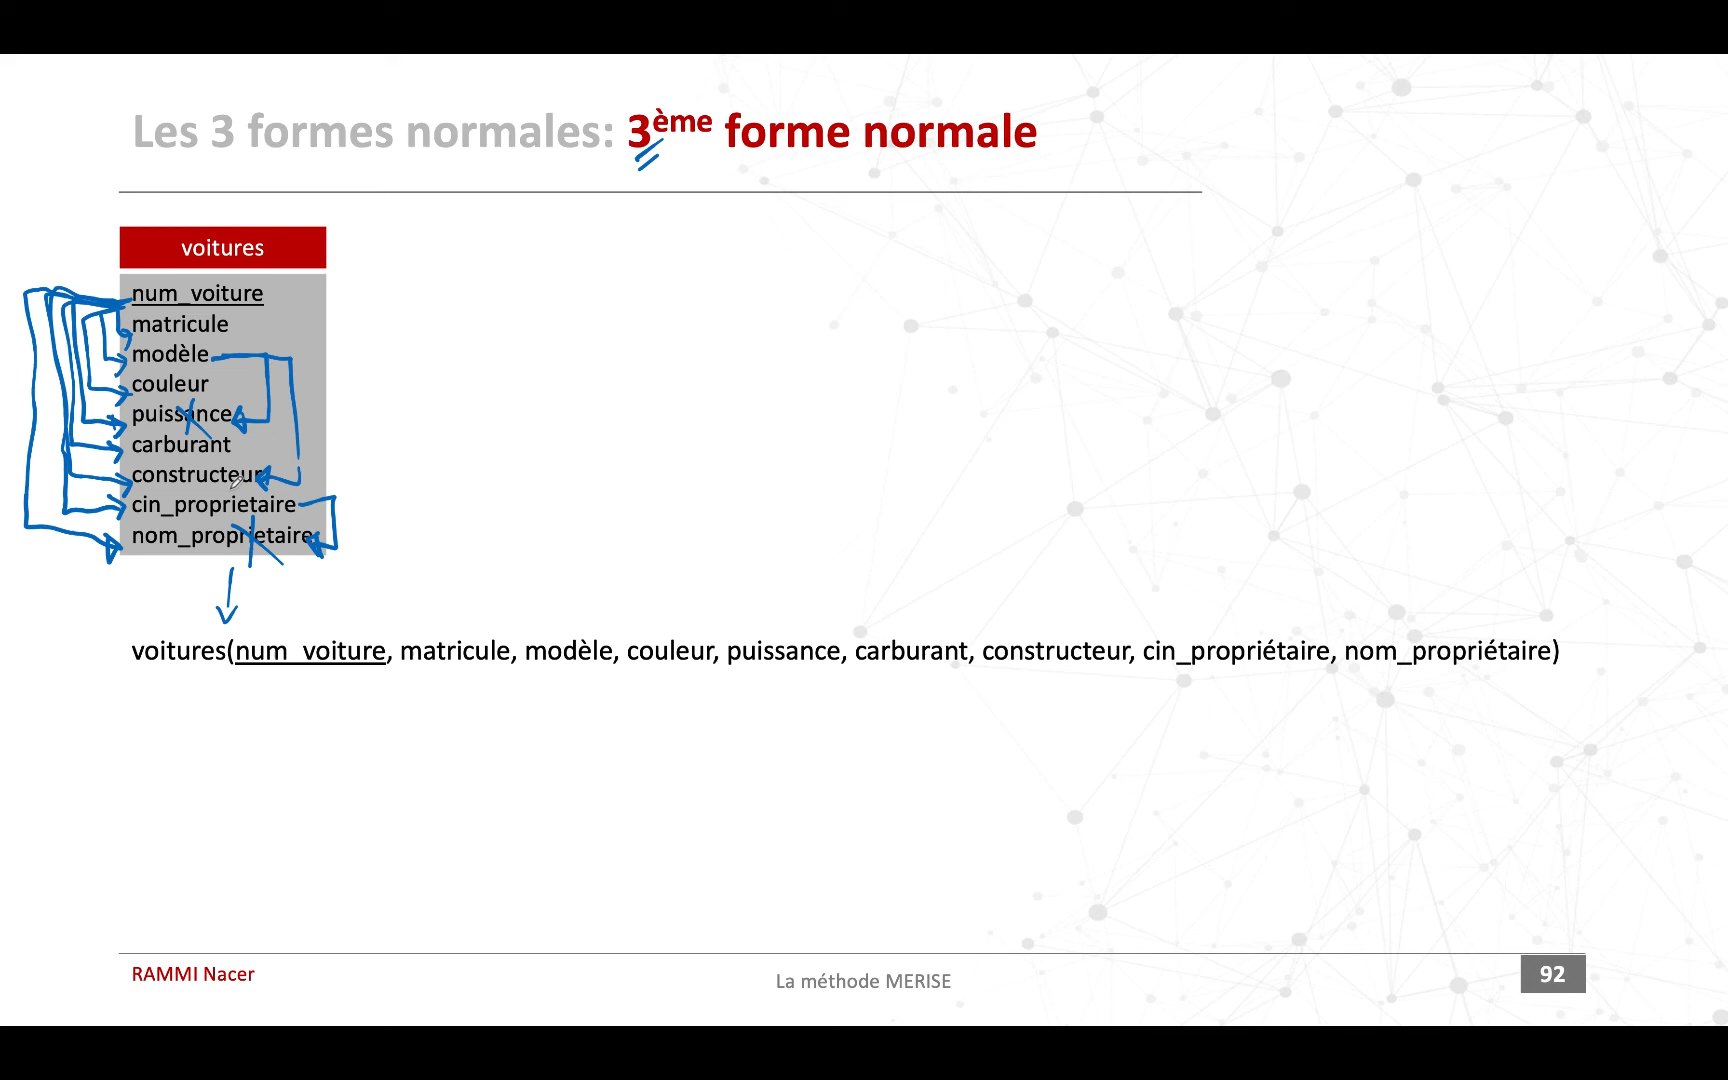 Les 3 formes normales: 3ème forme normale
voitures
num_voiture
matricule
modèle
couleur
puissance
carburant
constructeur
cin_proprietaire
nom_proprietaire
voitures(num_voiture, matricule, modèle, couleur, puissance, carburant, constructeur, cin_propriétaire, nom_propriétaire)
RAMMI Nacer
La méthode MERISE
92